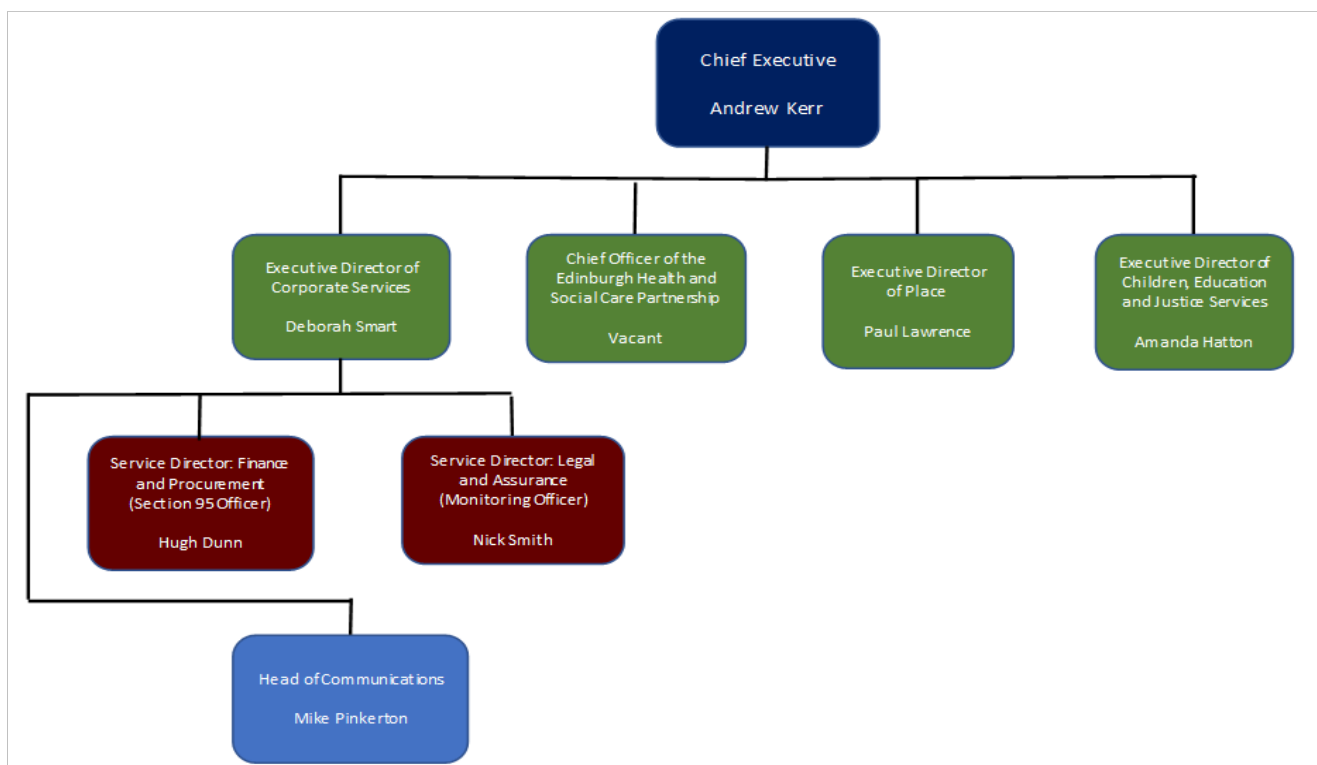 Chief Executive
Andrew Kerr
Executive Director of
Corporate Services
Deborah Smart
Chief Officer of the
Edinburgh Health and
Social Care Partnership
Vacant
Executive Director
of Place
Paul Lawrence
Executive Director of
Children, Education
and Justice Services
Amanda Hatton
Service Director: Finance
and Procurement
(Section 95 Officer)
Hugh Dunn
Service Director: Legal
and Assurance
(Monitoring Officer)
Nick Smith
Head of Communications
Mike Pinkerton